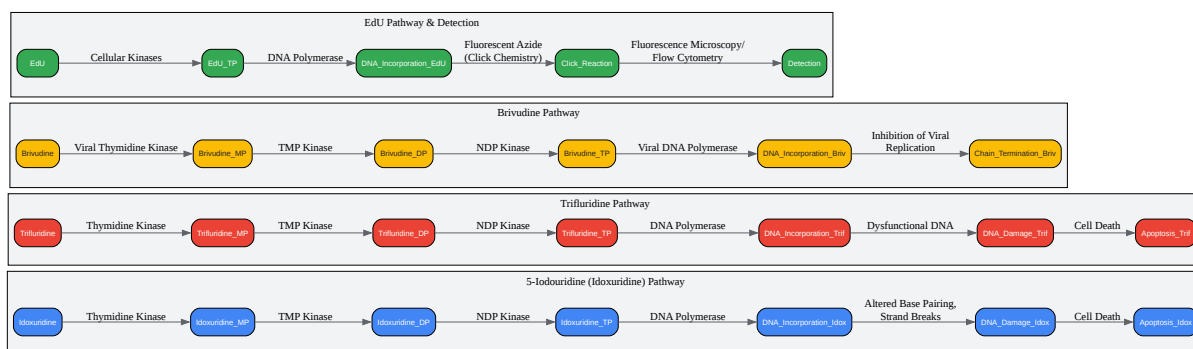 EdU Pathway & Detection
EdU
Cellular Kinases
EdU_TP
DNA Polymerase
DNA_Incorporation_EdU
Fluorescent Azide
(Click Chemistry)
Click_Reaction
Fluorescence Microscopy/
Flow Cytometry
Detection
Brivudine Pathway
Brivudine
Viral Thymidine Kinase
Brivudine_MP
TMP Kinase
Brivudine_DP
NDP Kinase
Brivudine_TP
Viral DNA Polymerase
DNA_Incorporation_Briv
Inhibition of Viral
Replication
Chain_Termination_Briv
Trifluridine Pathway
Trifluridine
Thymidine Kinase
Trifluridine_MP
TMP Kinase
Trifluridine_DP
NDP Kinase
Trifluridine_TP
DNA Polymerase
DNA_Incorporation_Trif
Dysfunctional DNA
DNA_Damage_Trif
Cell Death
Apoptosis_Trif
5-Iodouridine (Idoxuridine) Pathway
Idoxuridine
Thymidine Kinase
Idoxuridine_MP
TMP Kinase
Idoxuridine_DP
NDP Kinase
Idoxuridine_TP
DNA Polymerase
DNA_Incorporation_Idox
Altered Base Pairing,
Strand Breaks
DNA_Damage_Idox
Cell Death
Apoptosis_Idox